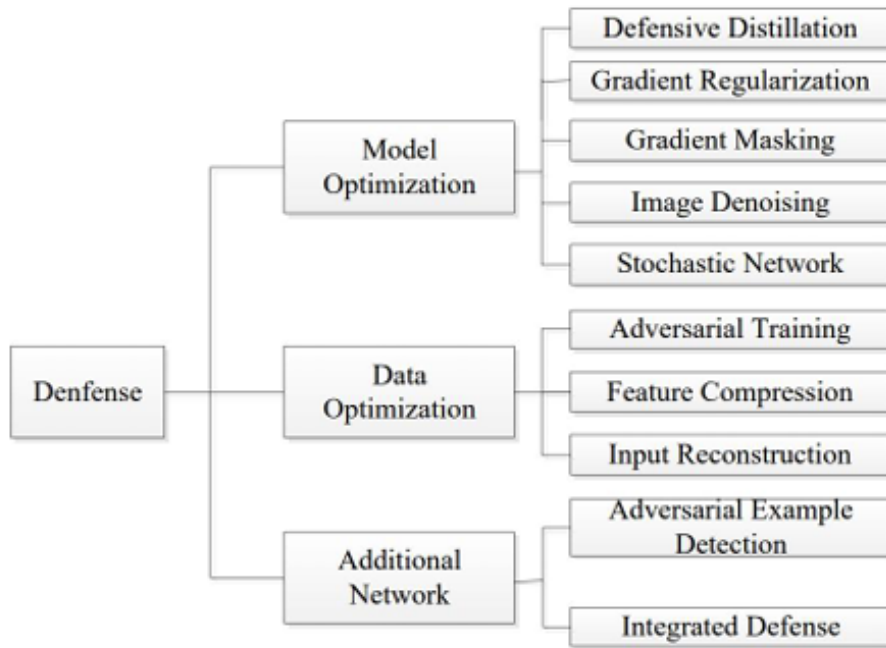 Denfense
Model
Optimization
Defensive Distillation
Gradient Regularization
Gradient Masking
Image Denoising
Stochastic Network
Data
Optimization
Adversarial Training
Feature Compression
Input Reconstruction
Additional
Network
Adversarial Example
Detection
Integrated Defense